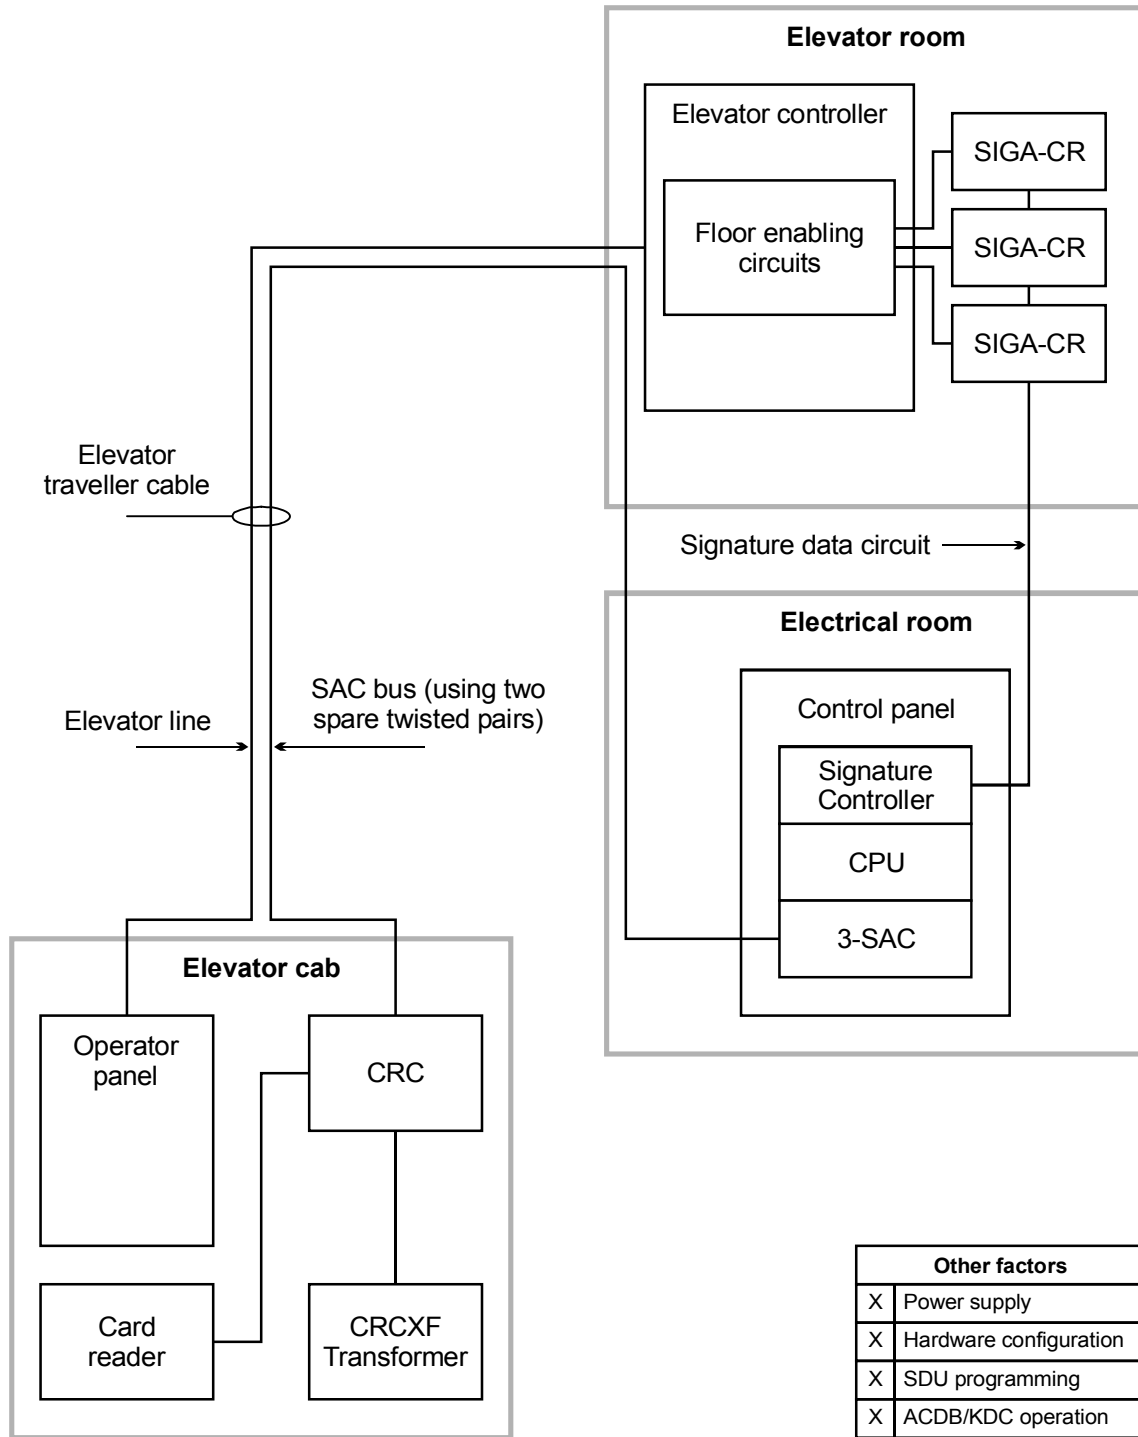 Elevator room
Elevator controller
SIGA-CR
Floor enabling
circuits
SIGA-CR
SIGA-CR
Elevator
traveller cable
Signature data circuit
Electrical room
SAC bus (using two
spare twisted pairs)
Elevator line
Control panel
Signature
Controller
CPU
3-SAC
Elevator cab
Operator
panel
CRC
Card
reader
CRCXF
Transformer
Other factors
X Power supply
X Hardware configuration
X SDU programming
X ACDB/KDC operation